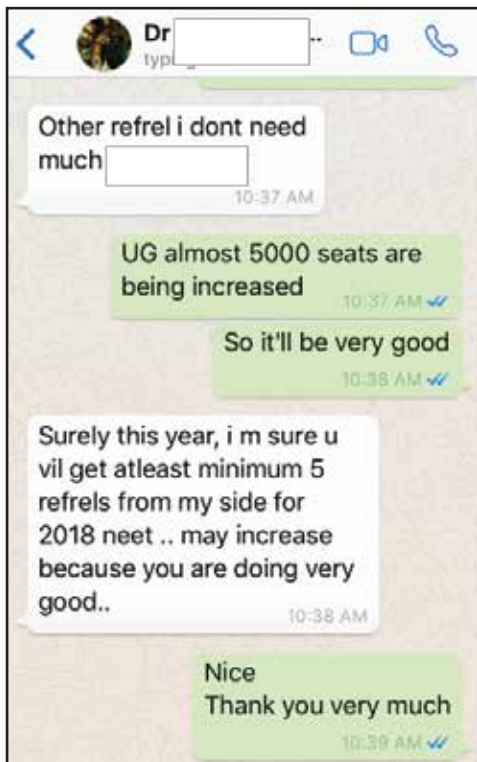 Dr
..
Other refrel i dont need
much
10:37 AM
UG almost 5000 seats are
being increased
10:37 AM
So it'll be very good
10:38 AM
Surely this year, i m sure u
vil get atleast minimum 5
refrels from my side for
2018 neet .. may increase
because you are doing very
good..
10:38 AM
Nice
Thank you very much
10:39 AM